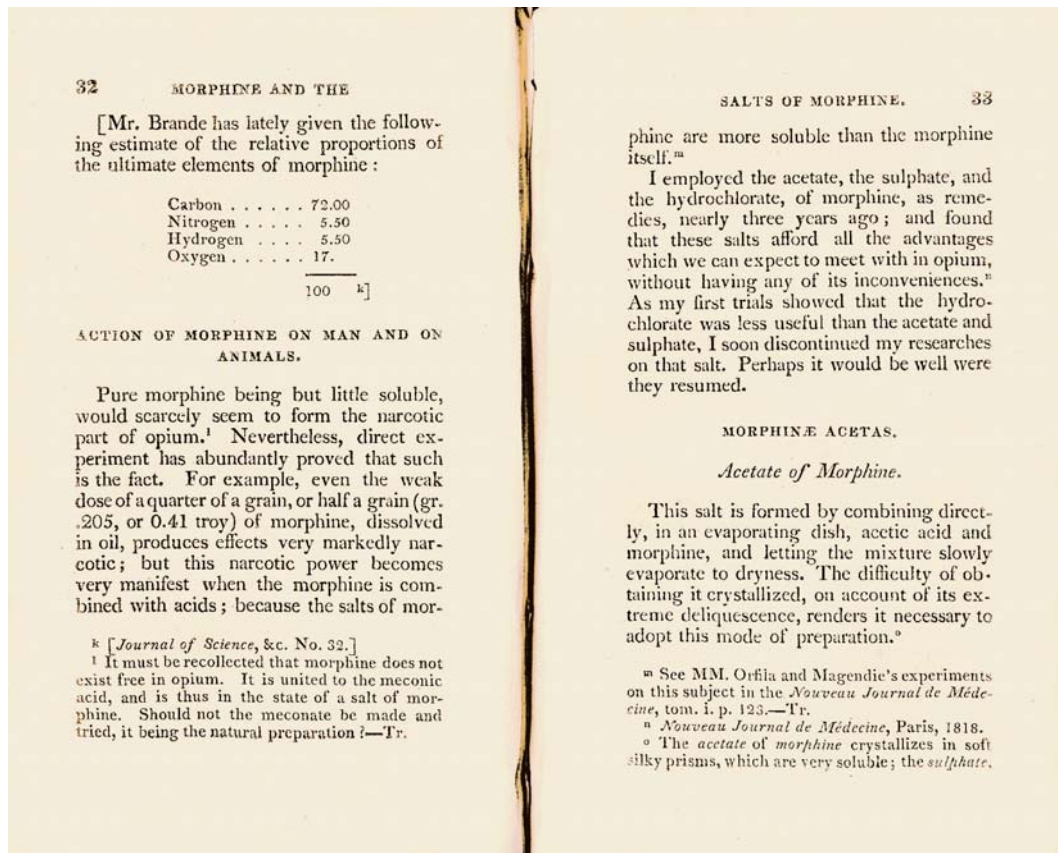 32 MORPHINE AND THE
[Mr. Brande has lately given the follow-
ing estimate of the relative proportions of
the ultimate elements of morphine :
Carbon . . . . . . 72.00
Nitrogen . . . . . 5.50
Hydrogen . . . . 5.50
Oxygen . . . . . . 17.
100 k]
ACTION OF MORPHINE ON MAN AND ON
ANIMALS.
Pure morphine being but little soluble,
would scarcely seem to form the narcotic
part of opium.¹ Nevertheless, direct ex-
periment has abundantly proved that such
is the fact. For example, even the weak
dose of a quarter of a grain, or half a grain (gr.
.205, or 0.41 troy) of morphine, dissolved
in oil, produces effects very markedly nar-
cotic; but this narcotic power becomes
very manifest when the morphine is com-
bined with acids; because the salts of mor-
k [Journal of Science, &c. No. 32.]
l It must be recollected that morphine does not
exist free in opium. It is united to the meconic
acid, and is thus in the state of a salt of mor-
phine. Should not the meconate be made and
tried, it being the natural preparation ?—Tr.
SALTS OF MORPHINE. 33
phine are more soluble than the morphine
itself.ᵐ
I employed the acetate, the sulphate, and
the hydrochlorate, of morphine, as reme-
dies, nearly three years ago; and found
that these salts afford all the advantages
which we can expect to meet with in opium,
without having any of its inconveniences.ⁿ
As my first trials showed that the hydro-
chlorate was less useful than the acetate and
sulphate, I soon discontinued my researches
on that salt. Perhaps it would be well were
they resumed.
MORPHINÆ ACETAS.
Acetate of Morphine.
This salt is formed by combining direct-
ly, in an evaporating dish, acetic acid and
morphine, and letting the mixture slowly
evaporate to dryness. The difficulty of ob-
taining it crystallized, on account of its ex-
treme deliquescence, renders it necessary to
adopt this mode of preparation.º
m See MM. Orfila and Magendie's experiments
on this subject in the Nouveau Journal de Méde-
cine, tom. i. p. 123.—Tr.
n Nouveau Journal de Médecine, Paris, 1818.
o The acetate of morphine crystallizes in soft
silky prisms, which are very soluble; the sulphate,